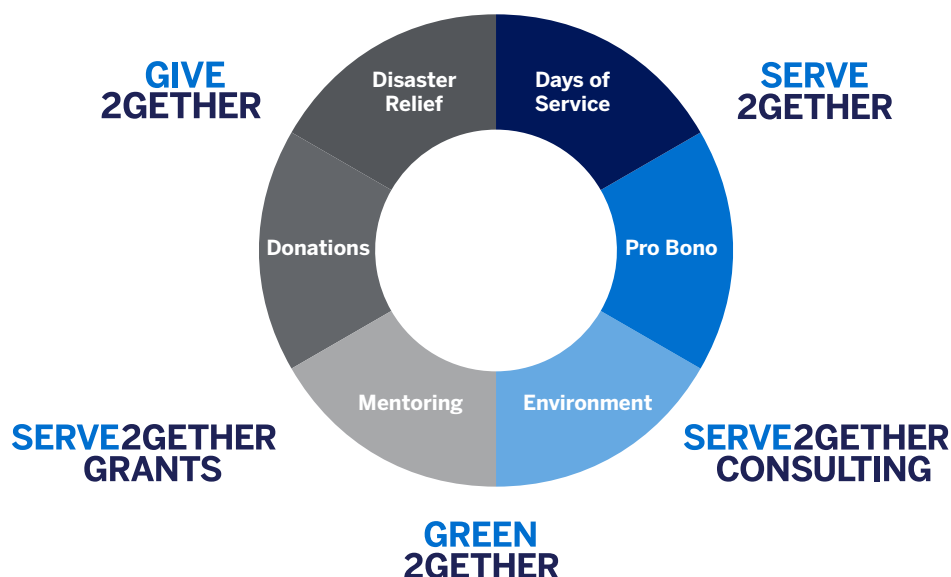 GIVE
2GETHER
Disaster
Relief
Days of
Service
SERVE
2GETHER
Donations
Pro Bono
Mentoring
Environment
SERVE2GETHER
GRANTS
SERVE2GETHER
CONSULTING
GREEN
2GETHER